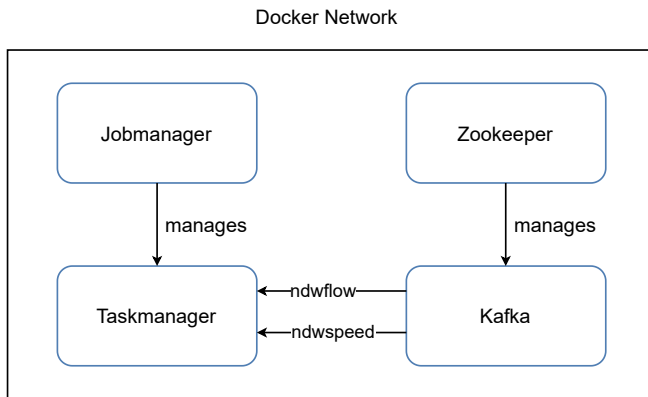 Docker Network
Jobmanager
Zookeeper
manages
manages
ndwflow
Taskmanager
Kafka
ndwspeed